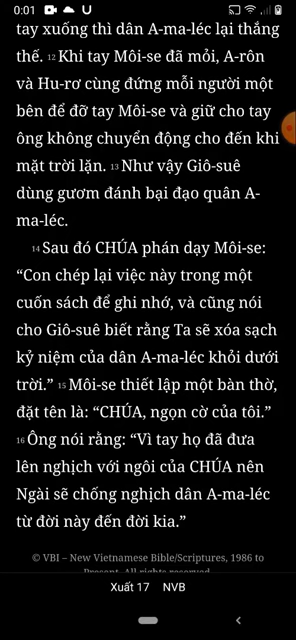 0:01
tay xuống thì dân A-ma-léc lại thắng
thế. 12 Khi tay Môi-se đã mỏi, A-rôn
và Hu-rơ cùng đứng mỗi người một
bên để đỡ tay Môi-se và giữ cho tay
ông không chuyển động cho đến khi
mặt trời lặn. 13 Như vậy Giô-suê
dùng gươm đánh bại đạo quân A-
ma-léc.
14 Sau đó CHÚA phán dạy Môi-se:
“Con chép lại việc này trong một
cuốn sách để ghi nhớ, và cũng nói
cho Giô-suê biết rằng Ta sẽ xóa sạch
kỷ niệm của dân A-ma-léc khỏi dưới
trời.” 15 Môi-se thiết lập một bàn thờ,
đặt tên là: “CHÚA, ngọn cờ của tôi.”
16 Ông nói rằng: “Vì tay họ đã đưa
lên nghịch với ngôi của CHÚA nên
Ngài sẽ chống nghịch dân A-ma-léc
từ đời này đến đời kia.”
© VBI – New Vietnamese Bible/Scriptures, 1986 to
Present. All rights reserved
Xuất 17 NVB